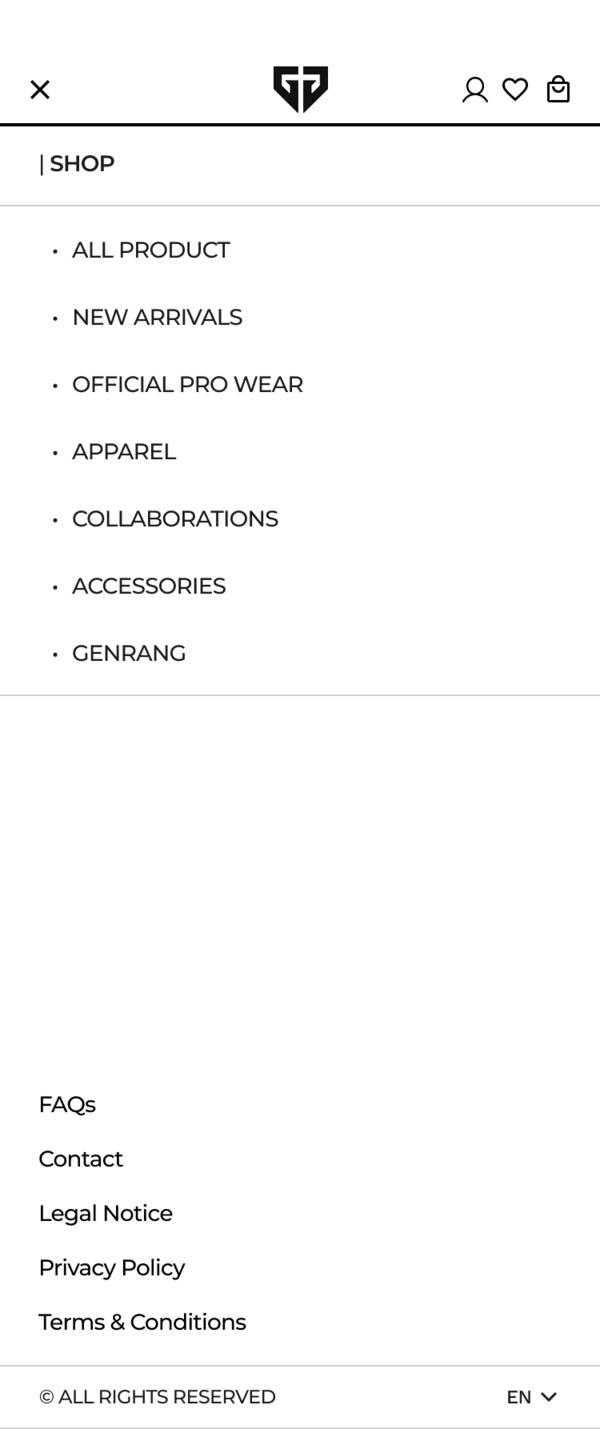 | SHOP
• ALL PRODUCT
• NEW ARRIVALS
• OFFICIAL PRO WEAR
• APPAREL
• COLLABORATIONS
• ACCESSORIES
• GENRANG
FAQs
Contact
Legal Notice
Privacy Policy
Terms & Conditions
© ALL RIGHTS RESERVED EN